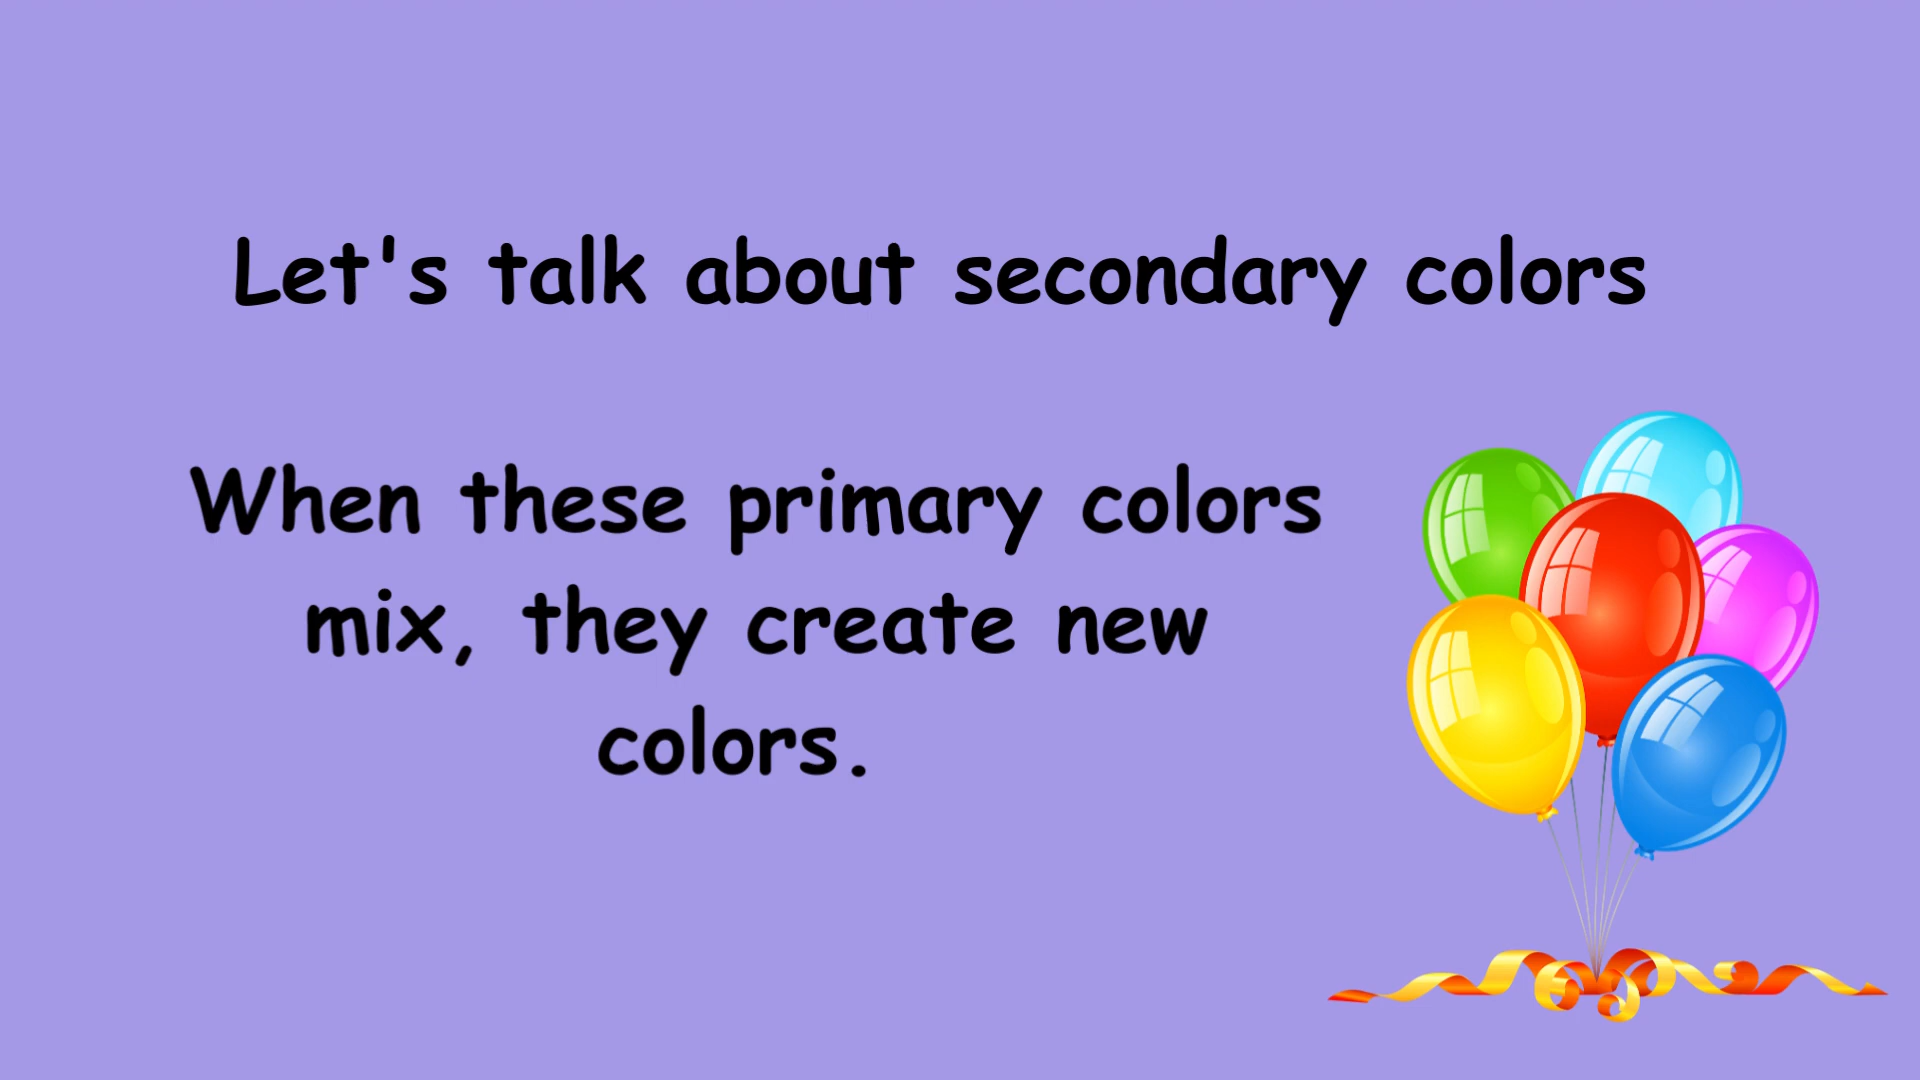 Let's talk about secondary colors
When these primary colors
mix, they create new
colors.